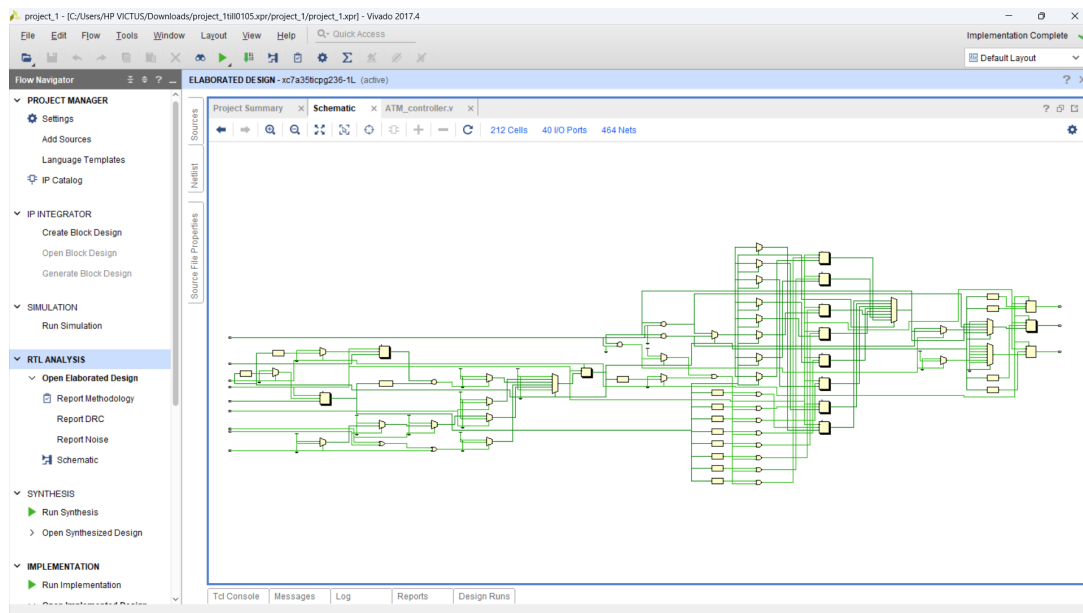 project_1 - [C:/Users/HP VICTUS/Downloads/project_1till0105.xpr/project_1/project_1.xpr] - Vivado 2017.4
File Edit Flow Tools Window Layout View Help Quick Access
Implementation Complete
Default Layout
Flow Navigator
ELABORATED DESIGN - xc7a35ticpg236-1L (active)
PROJECT MANAGER
Settings
Add Sources
Language Templates
IP Catalog
IP INTEGRATOR
Create Block Design
Open Block Design
Generate Block Design
SIMULATION
Run Simulation
RTL ANALYSIS
Open Elaborated Design
Report Methodology
Report DRC
Report Noise
Schematic
SYNTHESIS
Run Synthesis
Open Synthesized Design
IMPLEMENTATION
Run Implementation
Open Implemented Design
Sources
Netlist
Source File Properties
Project Summary Schematic ATM_controller.v
212 Cells 40 I/O Ports 464 Nets
Tcl Console Messages Log Reports Design Runs